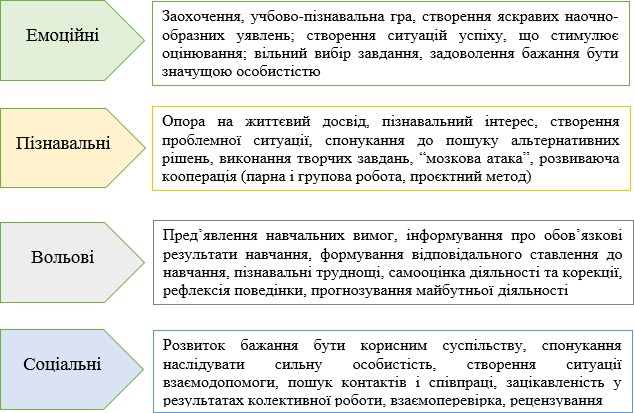 Емоційні
Заохочення, учбово-пізнавальна гра, створення яскравих наочно-
образних уявлень; створення ситуацій успіху, що стимулює
оцінювання; вільний вибір завдання, задоволення бажання бути
значущою особистістю
Пізнавальні
Опора на життєвий досвід, пізнавальний інтерес, створення
проблемної ситуації, спонукання до пошуку альтернативних
рішень, виконання творчих завдань, “мозкова атака”, розвиваюча
кооперація (парна і групова робота, проєктний метод)
Вольові
Пред’явлення навчальних вимог, інформування про обов’язкові
результати навчання, формування відповідального ставлення до
навчання, пізнавальні труднощі, самооцінка діяльності та корекції,
рефлексія поведінки, прогнозування майбутньої діяльності
Соціальні
Розвиток бажання бути корисним суспільству, спонукання
наслідувати сильну особистість, створення ситуації
взаємодопомоги, пошук контактів і співпраці, зацікавленість у
результатах колективної роботи, взаємоперевірка, рецензування